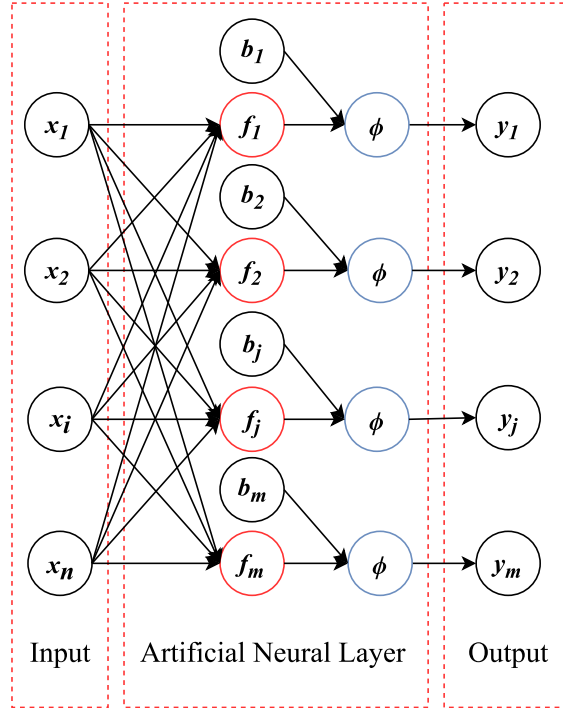 b1
x1 f1 ϕ y1
b2
x2 f2 ϕ y2
bj
xi fj ϕ yj
bm
xn fm ϕ ym
Input Artificial Neural Layer Output